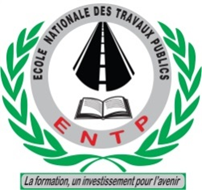 ECOLE NATIONALE DES TRAVAUX PUBLICS
ENTP
La formation, un investissement pour l'avenir